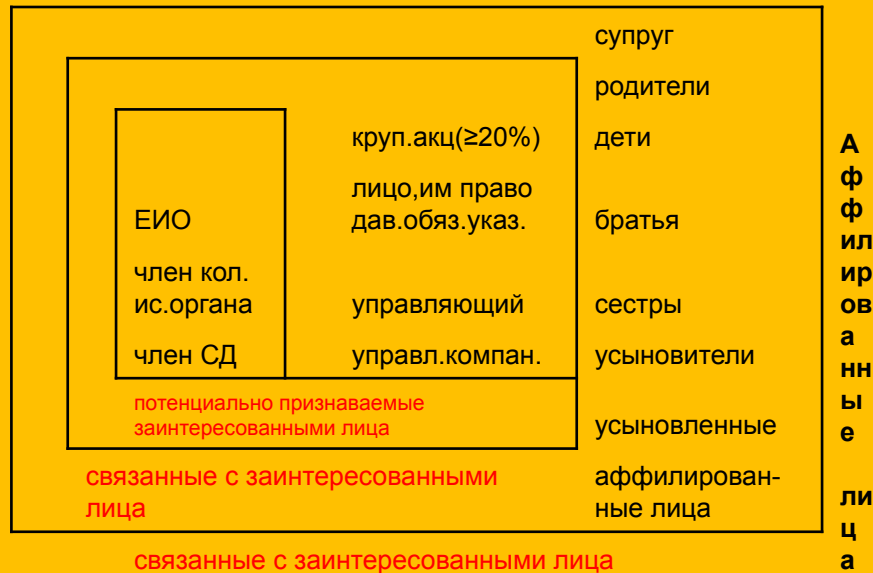 супруг
родители
круп.акц(≥20%)
дети
лицо,им право
дав.обяз.указ.
ЕИО
братья
член кол.
ис.органа
управляющий
сестры
член СД
управл.компан.
усыновители
потенциально признаваемые
заинтересованными лица
усыновленные
связанные с заинтересованными
лица
аффилирован-
ные лица
связанные с заинтересованными лица
А
ф
ф
ил
ир
ов
а
нн
ы
е
ли
ц
а